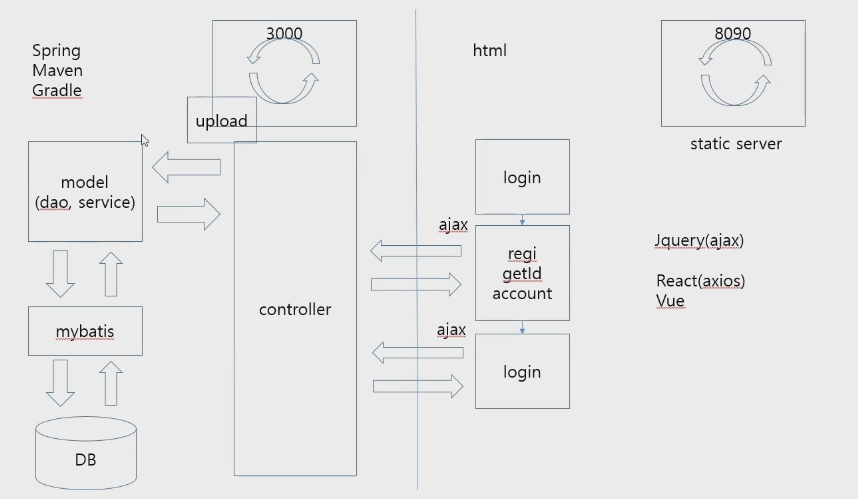 Spring
Maven
Gradle
3000
upload
model
(dao, service)
mybatis
DB
controller
html
8090
static server
login
ajax
regi
getId
account
ajax
login
Jquery(ajax)
React(axios)
Vue